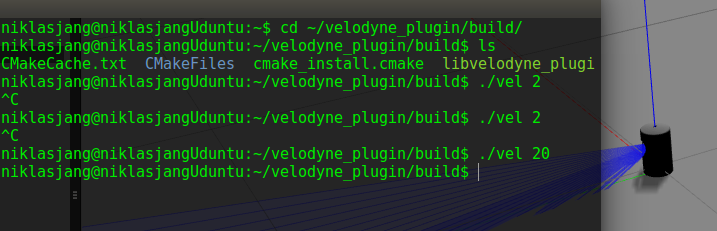 niklasjang@niklasjangUduntu:~$ cd ~/velodyne_plugin/build/
niklasjang@niklasjangUduntu:~/velodyne_plugin/build$ ls
CMakeCache.txt CMakeFiles cmake_install.cmake libvelodyne_plugi
niklasjang@niklasjangUduntu:~/velodyne_plugin/build$ ./vel 2
^C
niklasjang@niklasjangUduntu:~/velodyne_plugin/build$ ./vel 2
^C
niklasjang@niklasjangUduntu:~/velodyne_plugin/build$ ./vel 20
niklasjang@niklasjangUduntu:~/velodyne_plugin/build$